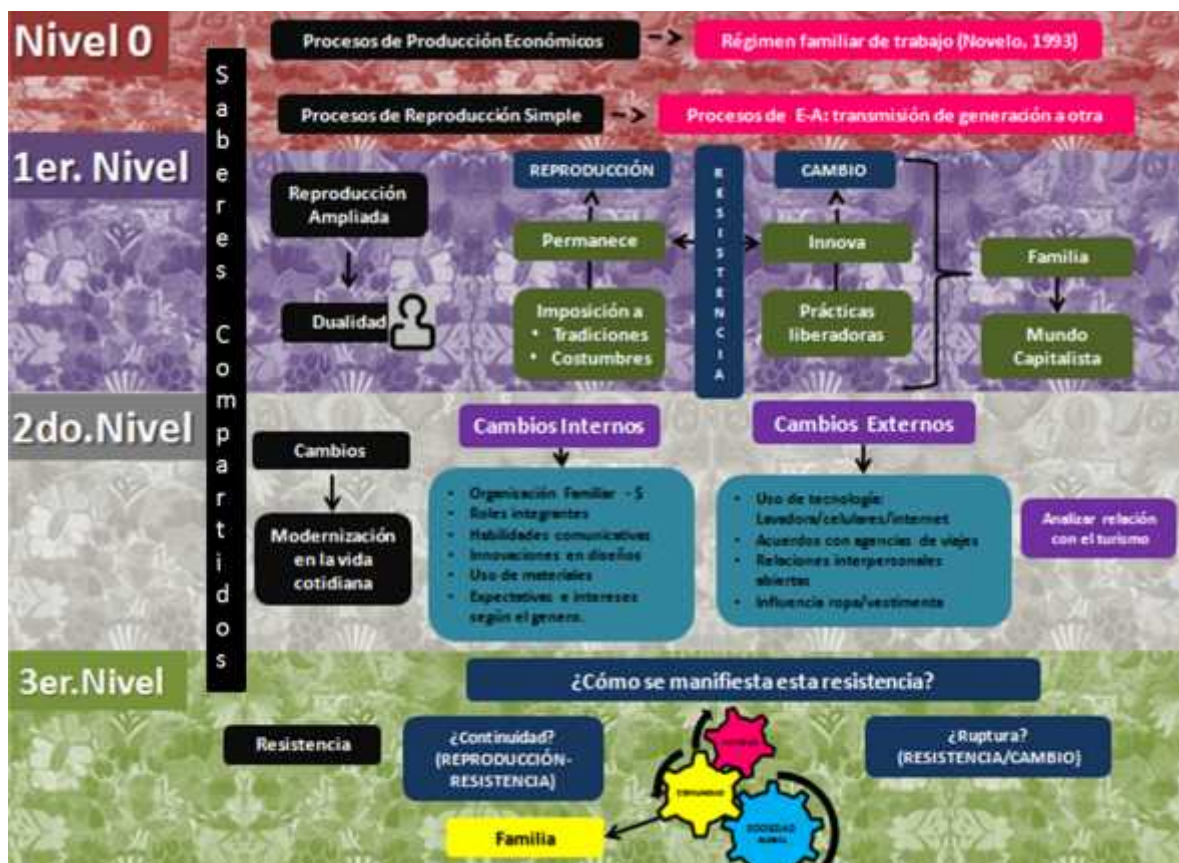 Nivel 0
Procesos de Producción Económicos
Régimen familiar de trabajo (Novelo, 1993)
Procesos de Reproducción Simple
Procesos de E-A: transmisión de generación a otra
Saberes Compartidos
1er. Nivel
Reproducción
Ampliada
Dualidad
REPRODUCCIÓN
Permanece
Imposición a
• Tradiciones
• Costumbres
RESISTENCIA
CAMBIO
Innova
Prácticas
liberadoras
Familia
Mundo
Capitalista
2do.Nivel
Cambios
Modernización
en la vida
cotidiana
Cambios Internos
• Organización Familiar - S
• Roles integrantes
• Habilidades comunicativas
• Innovaciones en diseños
• Uso de materiales
• Expectativas e intereses
según el genero.
Cambios Externos
• Uso de tecnología:
Lavadora/celulares/internet
• Acuerdos con agencias de viajes
• Relaciones interpersonales
abiertas
• Influencia ropa/vestimenta
Analizar relación
con el turismo
3er.Nivel
¿Cómo se manifiesta esta resistencia?
Resistencia
¿Continuidad?
(REPRODUCCIÓN-
RESISTENCIA)
¿Ruptura?
(RESISTENCIA/CAMBIO)
COMUNIDAD
SOCIEDAD
Familia